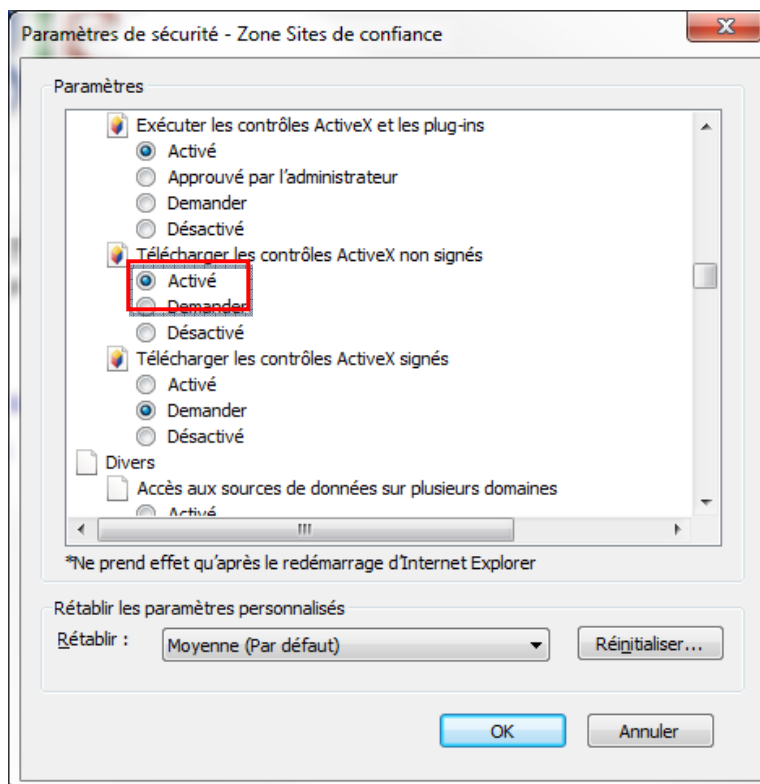 Paramètres de sécurité - Zone Sites de confiance
Paramètres
Exécuter les contrôles ActiveX et les plug-ins
Activé
Approuvé par l'administrateur
Demander
Désactivé
Télécharger les contrôles ActiveX non signés
Activé
Demander
Désactivé
Télécharger les contrôles ActiveX signés
Activé
Demander
Désactivé
Divers
Accès aux sources de données sur plusieurs domaines
Activé
*Ne prend effet qu'après le redémarrage d'Internet Explorer
Rétablir les paramètres personnalisés
Rétablir : Moyenne (Par défaut) Réinitialiser...
OK Annuler